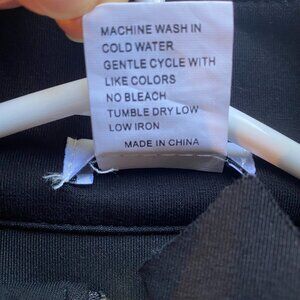 MACHINE WASH IN
COLD WATER
GENTLE CYCLE WITH
LIKE COLORS
NO BLEACH
TUMBLE DRY LOW
LOW IRON
MADE IN CHINA